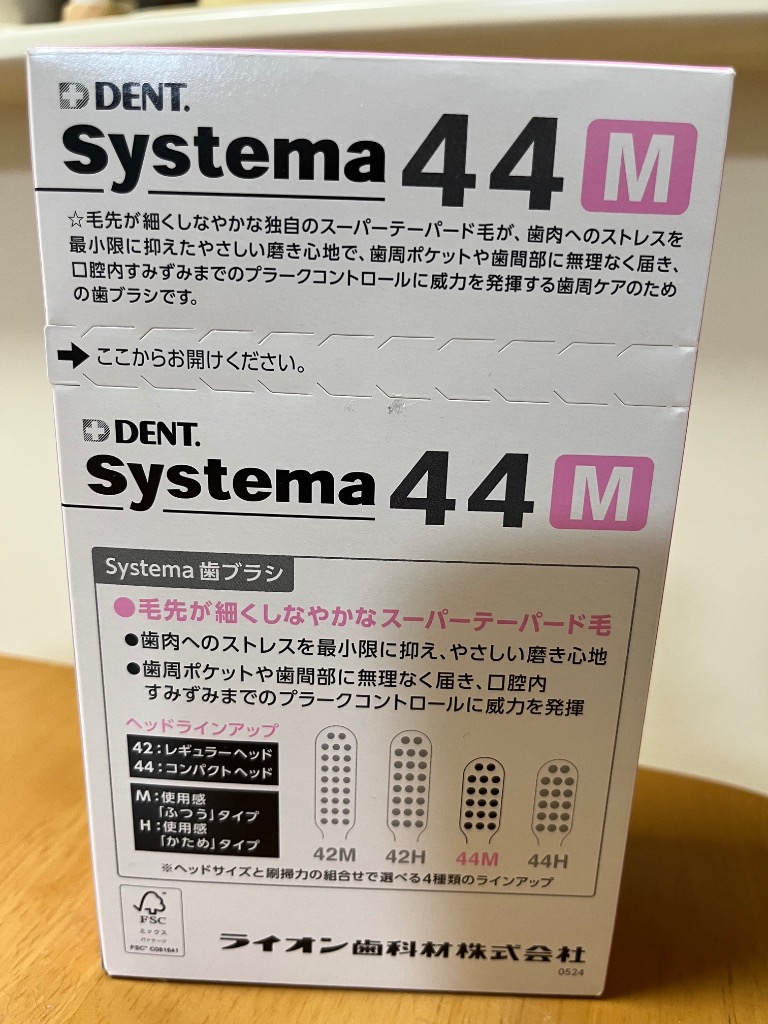 DENT.
Systema 44 M
☆毛先が細くしなやかな独自のスーパーテーパード毛が、歯肉へのストレスを
最小限に抑えたやさしい磨き心地で、歯周ポケットや歯間部に無理なく届き、
口腔内すみずみまでのプラークコントロールに威力を発揮する歯周ケアのため
の歯ブラシです。
➡ここからお開けください。
DENT.
Systema 44 M
Systema 歯ブラシ
●毛先が細くしなやかなスーパーテーパード毛
●歯肉へのストレスを最小限に抑え、やさしい磨き心地
●歯周ポケットや歯間部に無理なく届き、口腔内
すみずみまでのプラークコントロールに威力を発揮
ヘッドラインアップ
42:レギュラーヘッド
44:コンパクトヘッド
M:使用感
「ふつう」タイプ
H:使用感
「かため」タイプ
42M 42H 44M 44H
※ヘッドサイズと刷掃力の組合せで選べる4種類のラインアップ
FSC
ミックス
パッケージ
FSC™ C081641
ライオン歯科材株式会社
0524